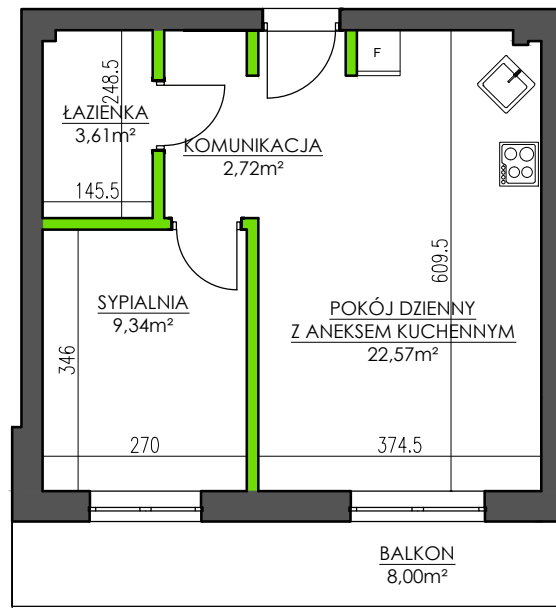 F
248.5
ŁAZIENKA
3,61m²
145.5
KOMUNIKACJA
2,72m²
609.5
SYPIALNIA
9,34m²
346
270
POKÓJ DZIENNY
Z ANEKSEM KUCHENNYM
22,57m²
374.5
BALKON
8,00m²